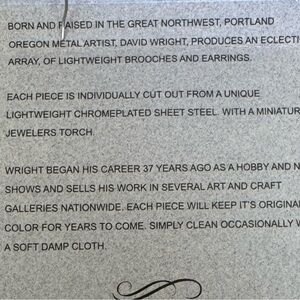 BORN AND RAISED IN THE GREAT NORTHWEST, PORTLAND
OREGON METAL ARTIST, DAVID WRIGHT, PRODUCES AN ECLECTI
ARRAY, OF LIGHTWEIGHT BROOCHES AND EARRINGS.
EACH PIECE IS INDIVIDUALLY CUT OUT FROM A UNIQUE
LIGHTWEIGHT CHROMEPLATED SHEET STEEL. WITH A MINIATUR
JEWELERS TORCH.
WRIGHT BEGAN HIS CAREER 37 YEARS AGO AS A HOBBY AND N
SHOWS AND SELLS HIS WORK IN SEVERAL ART AND CRAFT
GALLERIES NATIONWIDE. EACH PIECE WILL KEEP IT'S ORIGINA
COLOR FOR YEARS TO COME. SIMPLY CLEAN OCCASIONALLY W
A SOFT DAMP CLOTH.